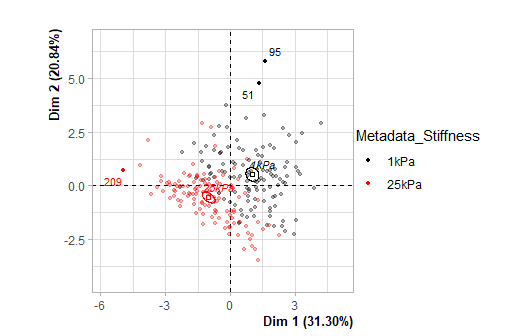 Dim 2 (20.84%)
5.0
2.5
0.0
-2.5
95
51
209
1kPa
-6
-3
0
3
Dim 1 (31.30%)
Metadata_Stiffness
1kPa
25kPa